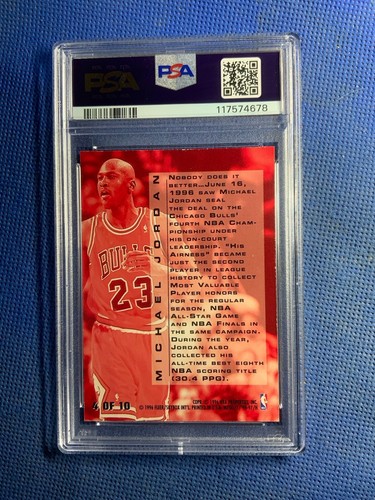 PSA
PSA
117574678
MICHAEL JORDAN
NOBODY DOES IT
BETTER...JUNE 16,
1996 SAW MICHAEL
JORDAN SEAL
THE DEAL ON THE
CHICAGO BULLS'
FOURTH NBA CHAM-
PIONSHIP UNDER
HIS ON-COURT
LEADERSHIP. "HIS
AIRNESS" BECAME
JUST THE SECOND
PLAYER IN LEAGUE
HISTORY TO COLLECT
MOST VALUABLE
PLAYER HONORS
FOR THE REGULAR
SEASON, NBA
ALL-STAR GAME
AND NBA FINALS IN
THE SAME CAMPAIGN.
DURING THE YEAR,
JORDAN ALSO
COLLECTED HIS
ALL-TIME BEST EIGHTH
NBA SCORING TITLE
(30.4 PPG).
BULLS
23
4 OF 10
NBA